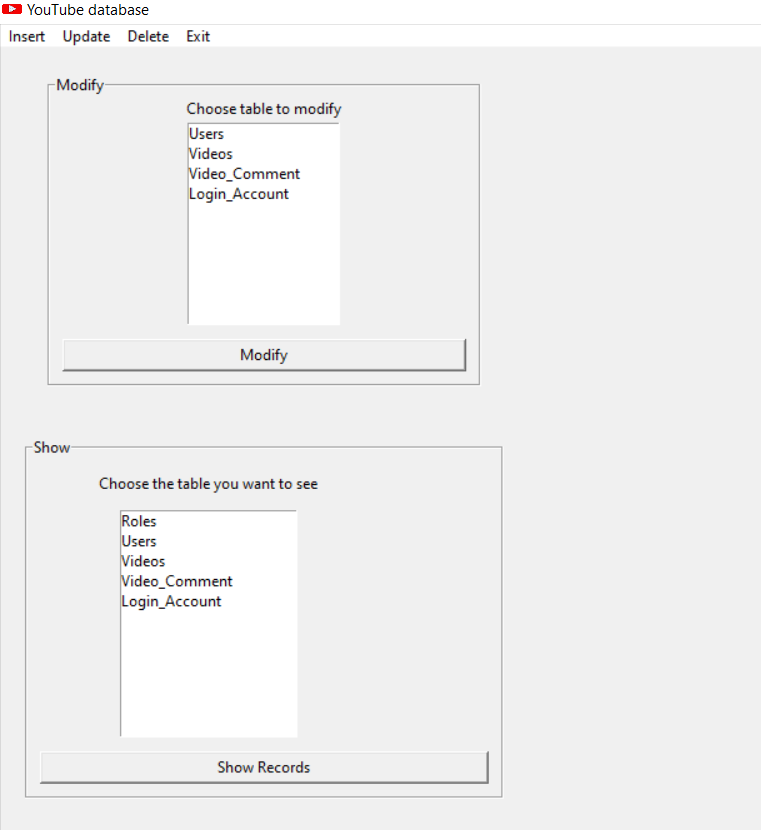 YouTube database
Insert Update Delete Exit
Modify
Choose table to modify
Users
Videos
Video_Comment
Login_Account
Modify
Show
Choose the table you want to see
Roles
Users
Videos
Video_Comment
Login_Account
Show Records